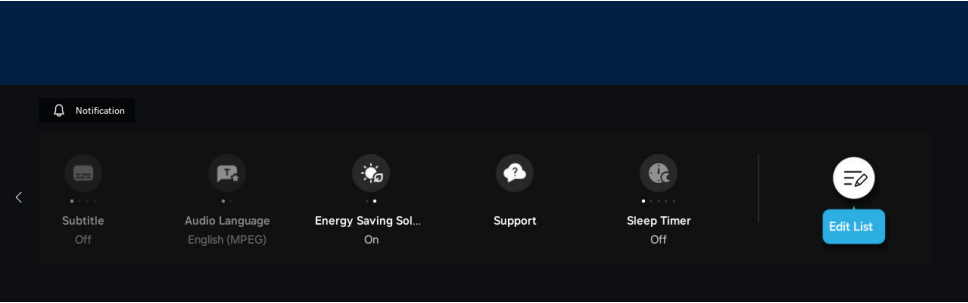 Notification
Subtitle
Off
Audio Language
English (MPEG)
Energy Saving Sol...
On
Support
Sleep Timer
Off
Edit List